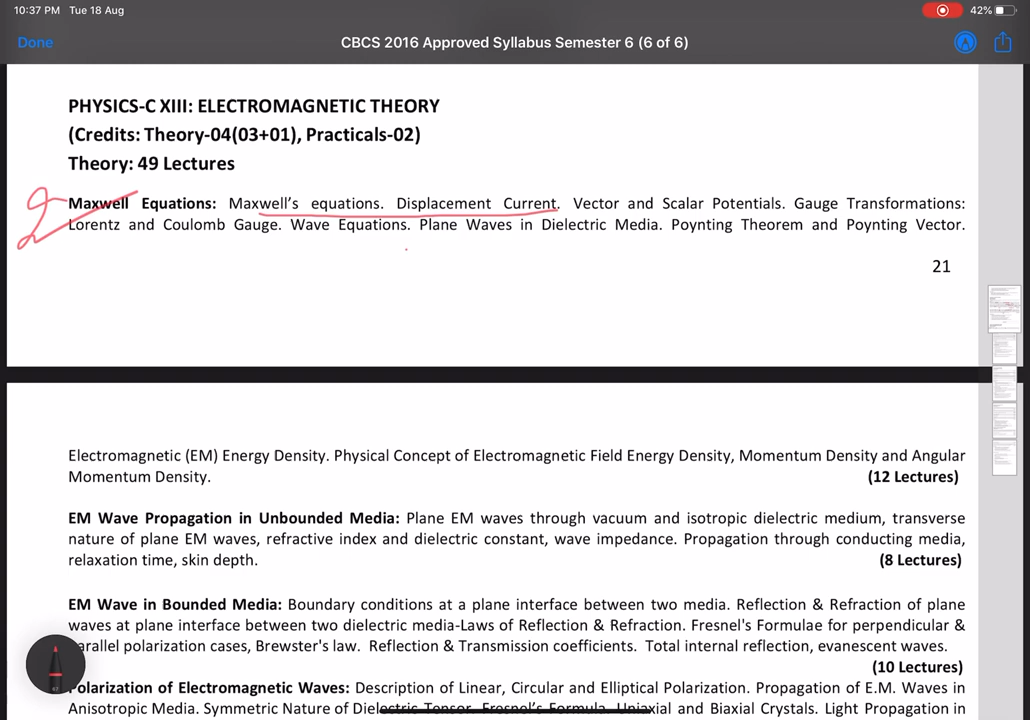 10:37 PM Tue 18 Aug
42%
Done
CBCS 2016 Approved Syllabus Semester 6 (6 of 6)
PHYSICS-C XIII: ELECTROMAGNETIC THEORY
(Credits: Theory-04(03+01), Practicals-02)
Theory: 49 Lectures
Maxwell Equations: Maxwell's equations. Displacement Current. Vector and Scalar Potentials. Gauge Transformations:
Lorentz and Coulomb Gauge. Wave Equations. Plane Waves in Dielectric Media. Poynting Theorem and Poynting Vector.
21
Electromagnetic (EM) Energy Density. Physical Concept of Electromagnetic Field Energy Density, Momentum Density and Angular
Momentum Density. (12 Lectures)
EM Wave Propagation in Unbounded Media: Plane EM waves through vacuum and isotropic dielectric medium, transverse
nature of plane EM waves, refractive index and dielectric constant, wave impedance. Propagation through conducting media,
relaxation time, skin depth. (8 Lectures)
EM Wave in Bounded Media: Boundary conditions at a plane interface between two media. Reflection & Refraction of plane
waves at plane interface between two dielectric media-Laws of Reflection & Refraction. Fresnel's Formulae for perpendicular &
parallel polarization cases, Brewster's law. Reflection & Transmission coefficients. Total internal reflection, evanescent waves.
(10 Lectures)
Polarization of Electromagnetic Waves: Description of Linear, Circular and Elliptical Polarization. Propagation of E.M. Waves in
Anisotropic Media. Symmetric Nature of Dielectric Tensor. Fresnel's Formula. Uniaxial and Biaxial Crystals. Light Propagation in